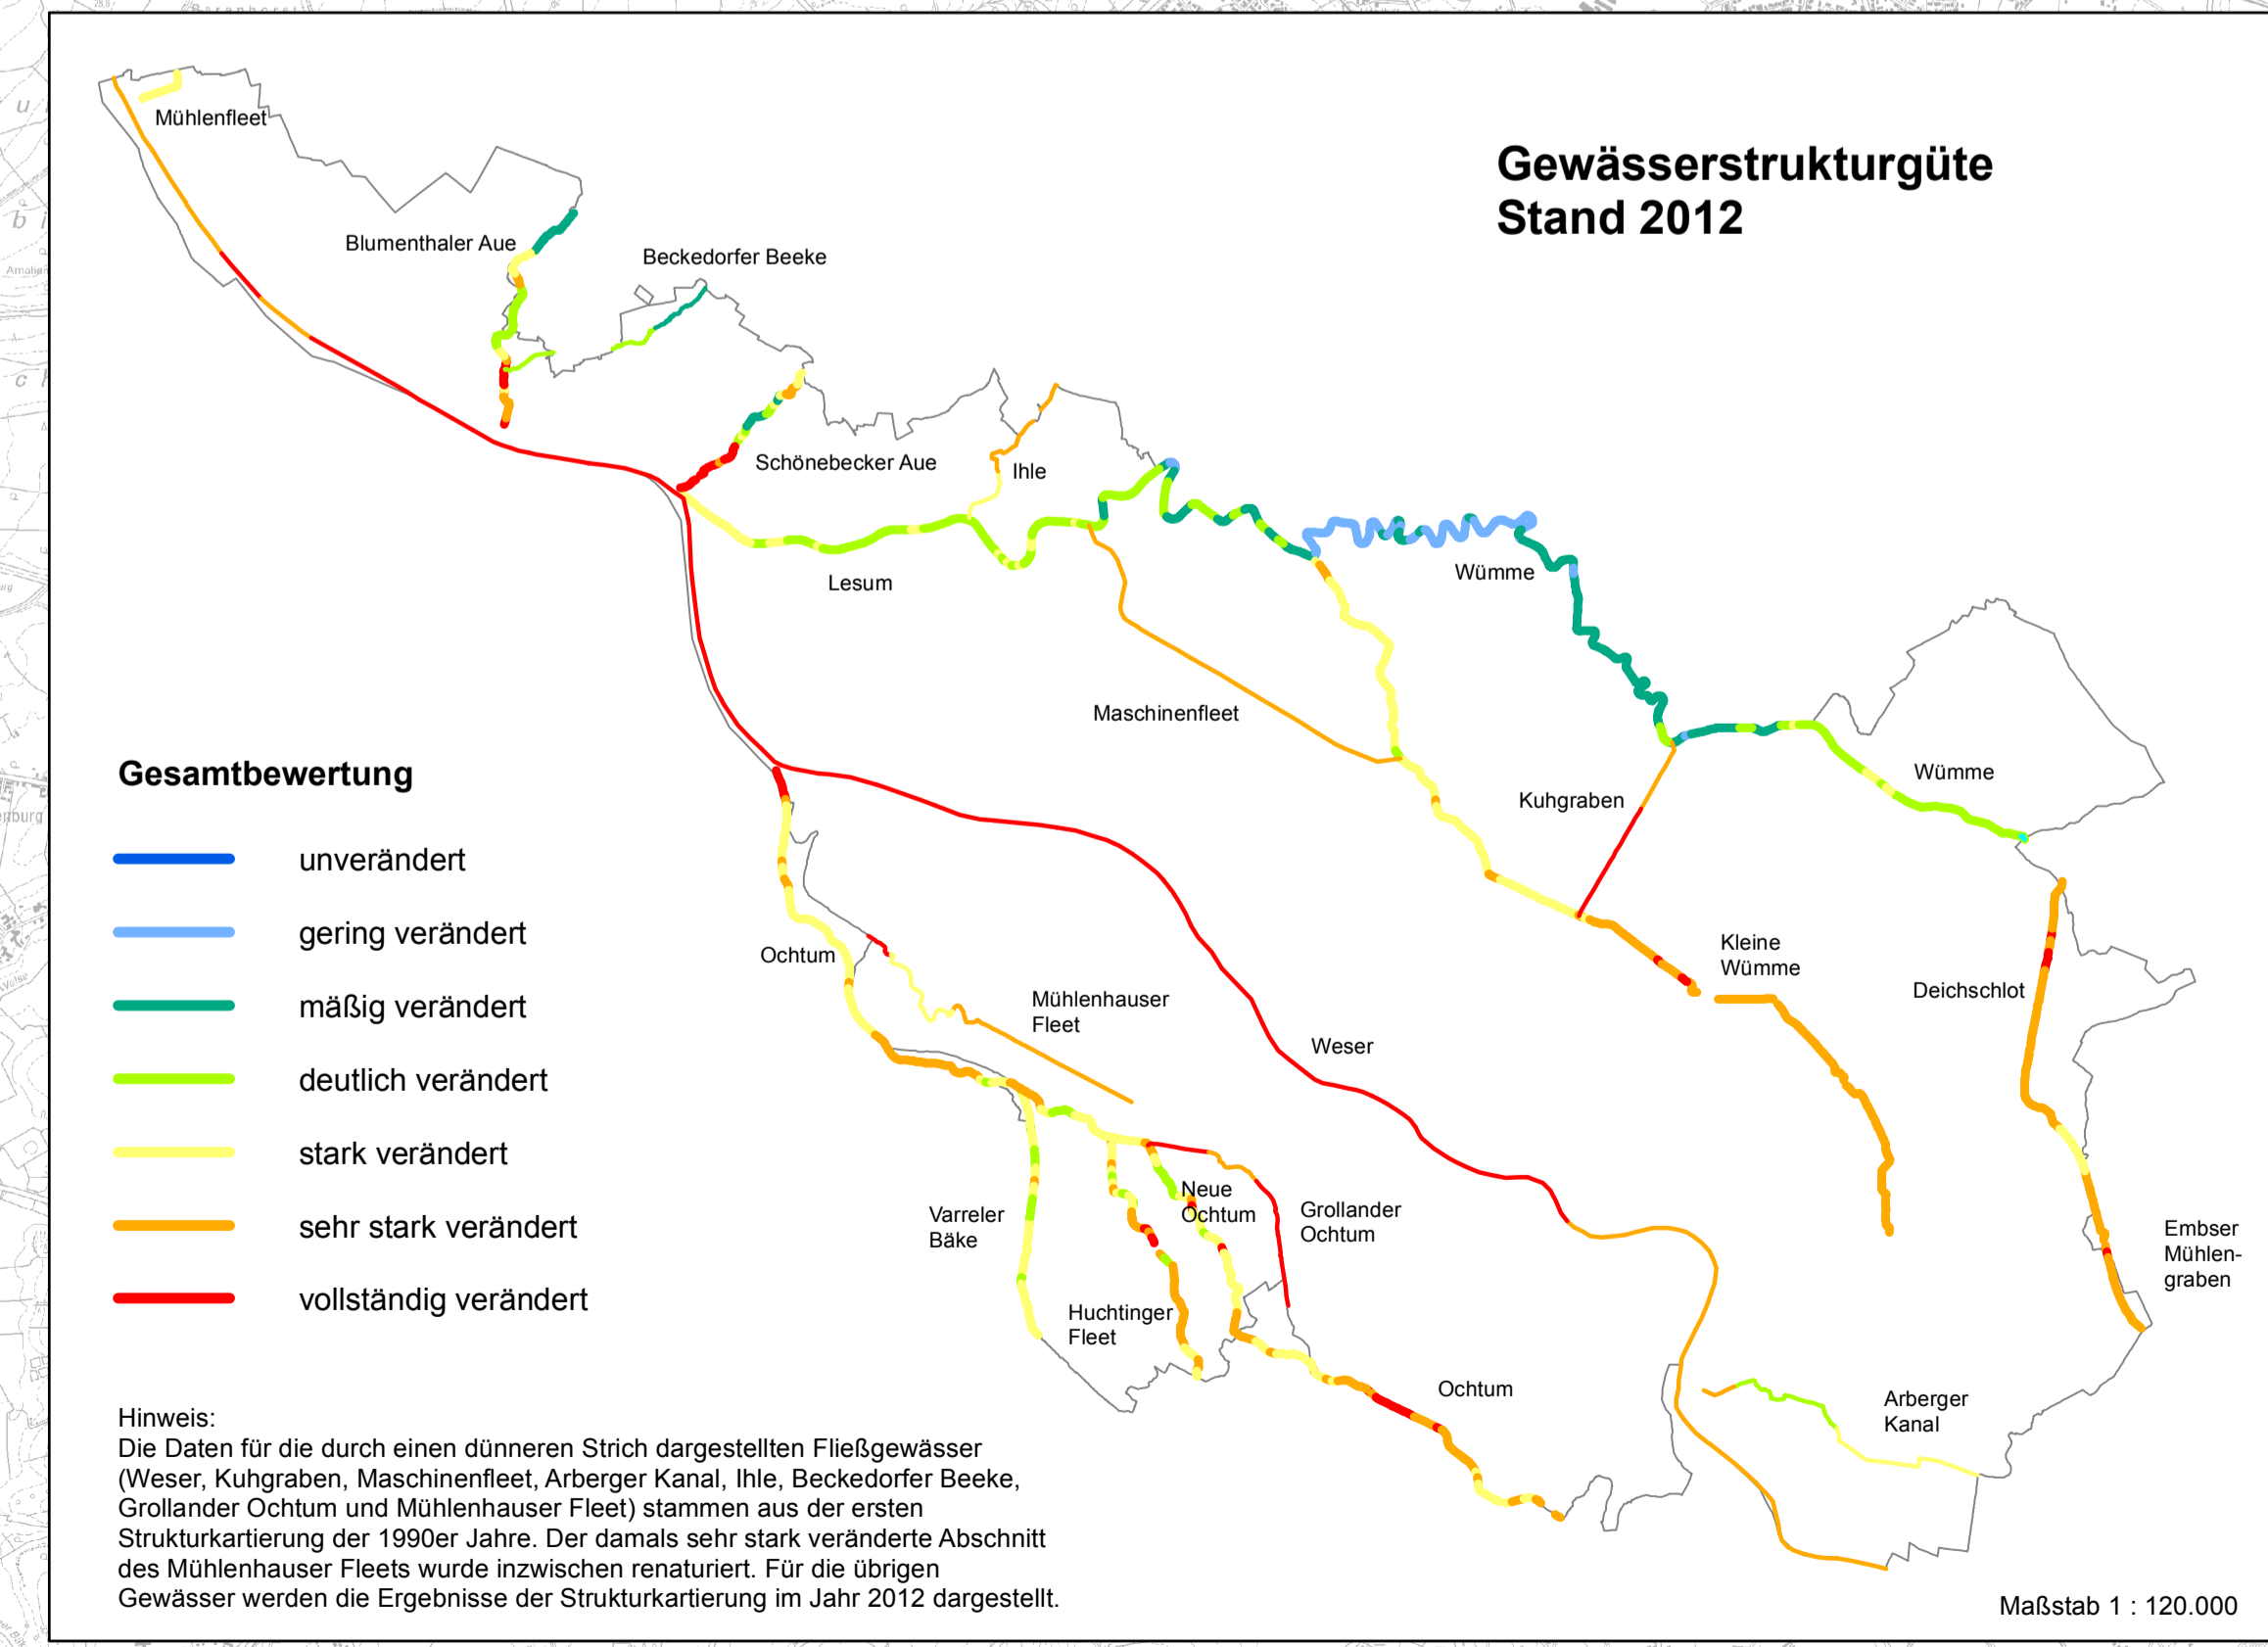 Gewässerstrukturgüte
Stand 2012
Mühlenfleet
Blumenthaler Aue
Beckedorfer Beeke
Schönebecker Aue
Ihle
Lesum
Wümme
Maschinenfleet
Kuhgraben
Wümme
Kleine
Wümme
Deichschlot
Ochtum
Mühlenhauser
Fleet
Weser
Varreler
Bäke
Neue
Ochtum
Grollander
Ochtum
Embser
Mühlen-
graben
Huchtinger
Fleet
Ochtum
Arberger
Kanal
Gesamtbewertung
unverändert
gering verändert
mäßig verändert
deutlich verändert
stark verändert
sehr stark verändert
vollständig verändert
Hinweis:
Die Daten für die durch einen dünneren Strich dargestellten Fließgewässer
(Weser, Kuhgraben, Maschinenfleet, Arberger Kanal, Ihle, Beckedorfer Beeke,
Grollander Ochtum und Mühlenhauser Fleet) stammen aus der ersten
Strukturkartierung der 1990er Jahre. Der damals sehr stark veränderte Abschnitt
des Mühlenhauser Fleets wurde inzwischen renaturiert. Für die übrigen
Gewässer werden die Ergebnisse der Strukturkartierung im Jahr 2012 dargestellt.
Maßstab 1 : 120.000